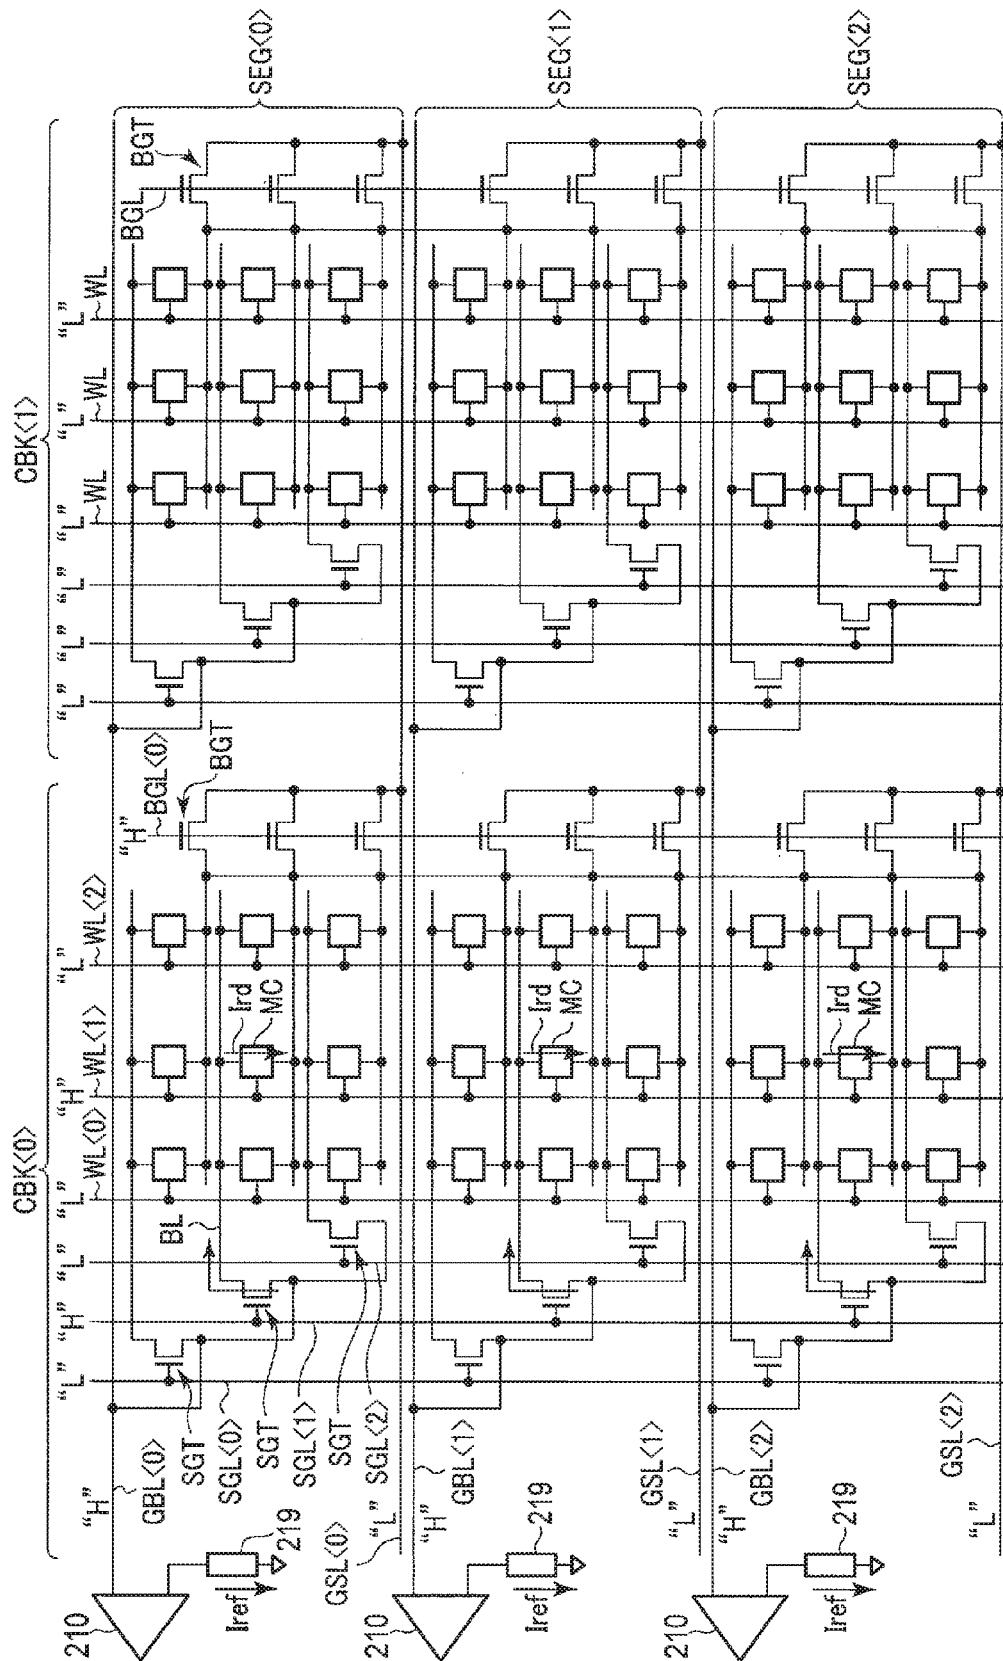 CBK<0>
CBK<1>
"L"
"H"
"L"
"L" WL<0>
"H" WL<1>
"L" WL<2>
"H"
BGL<0>
BGT
"L"
"L"
"L"
"L" WL
"L" WL
"L" WL
BGL
BGT
SEG<0>
SEG<1>
SEG<2>
"H"
GBL<0>
SGT
SGL<0>
SGT
SGL<1>
SGT
SGL<2>
BL
Ird
MC
210
219
Iref
GSL<0>
"L"
"H"
GBL<1>
Ird
MC
210
219
Iref
GSL<1>
"L"
"H"
GBL<2>
Ird
MC
210
219
Iref
GSL<2>
"L"